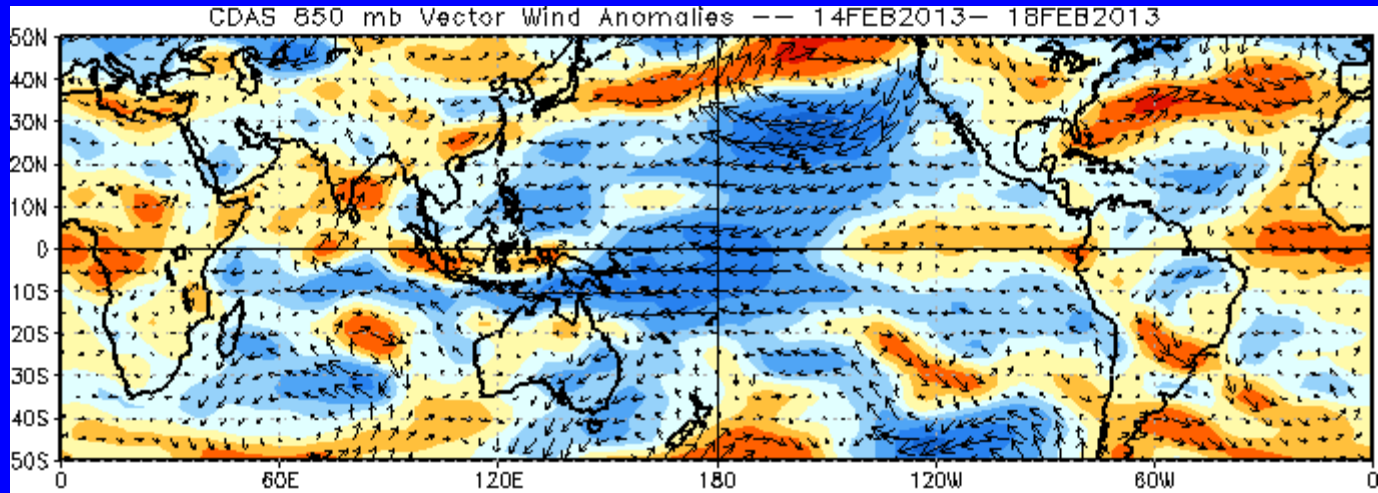 CDAS 850 mb Vector Wind Anomalies -- 14FEB2013- 18FEB2013
50N
40N
30N
20N
10N
0
10S
20S
30S
40S
50S
0 60E 120E 180 120W 60W 0